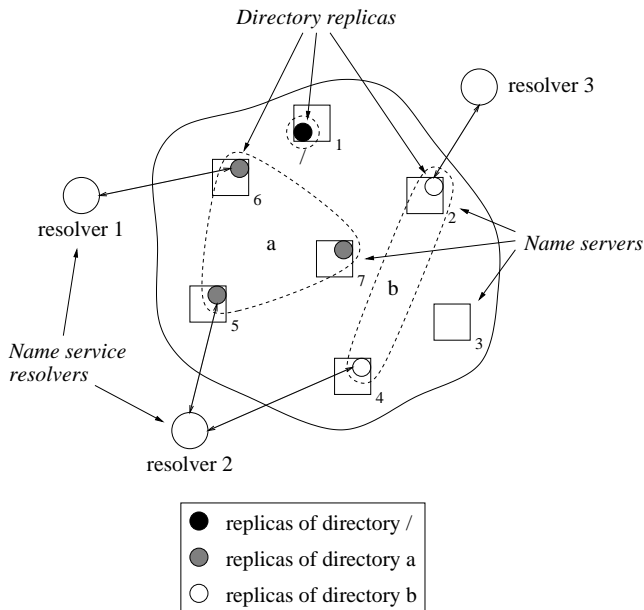 Directory replicas
resolver 3
1
/
6
2
resolver 1
a
Name servers
7
b
5
3
Name service
resolvers
4
resolver 2
replicas of directory /
replicas of directory a
replicas of directory b